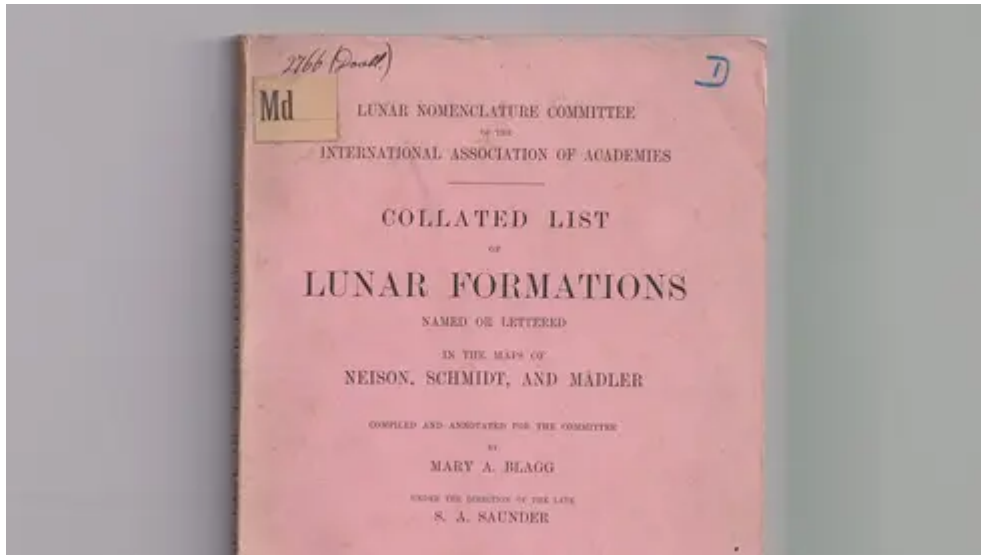 2766 (Doubl.)
Md
LUNAR NOMENCLATURE COMMITTEE
OF THE
INTERNATIONAL ASSOCIATION OF ACADEMIES
COLLATED LIST
OF
LUNAR FORMATIONS
NAMED OR LETTERED
IN THE MAPS OF
NEISON, SCHMIDT, AND MÄDLER
COMPILED AND ANNOTATED FOR THE COMMITTEE
BY
MARY A. BLAGG
UNDER THE DIRECTION OF THE LATE
S. A. SAUNDER